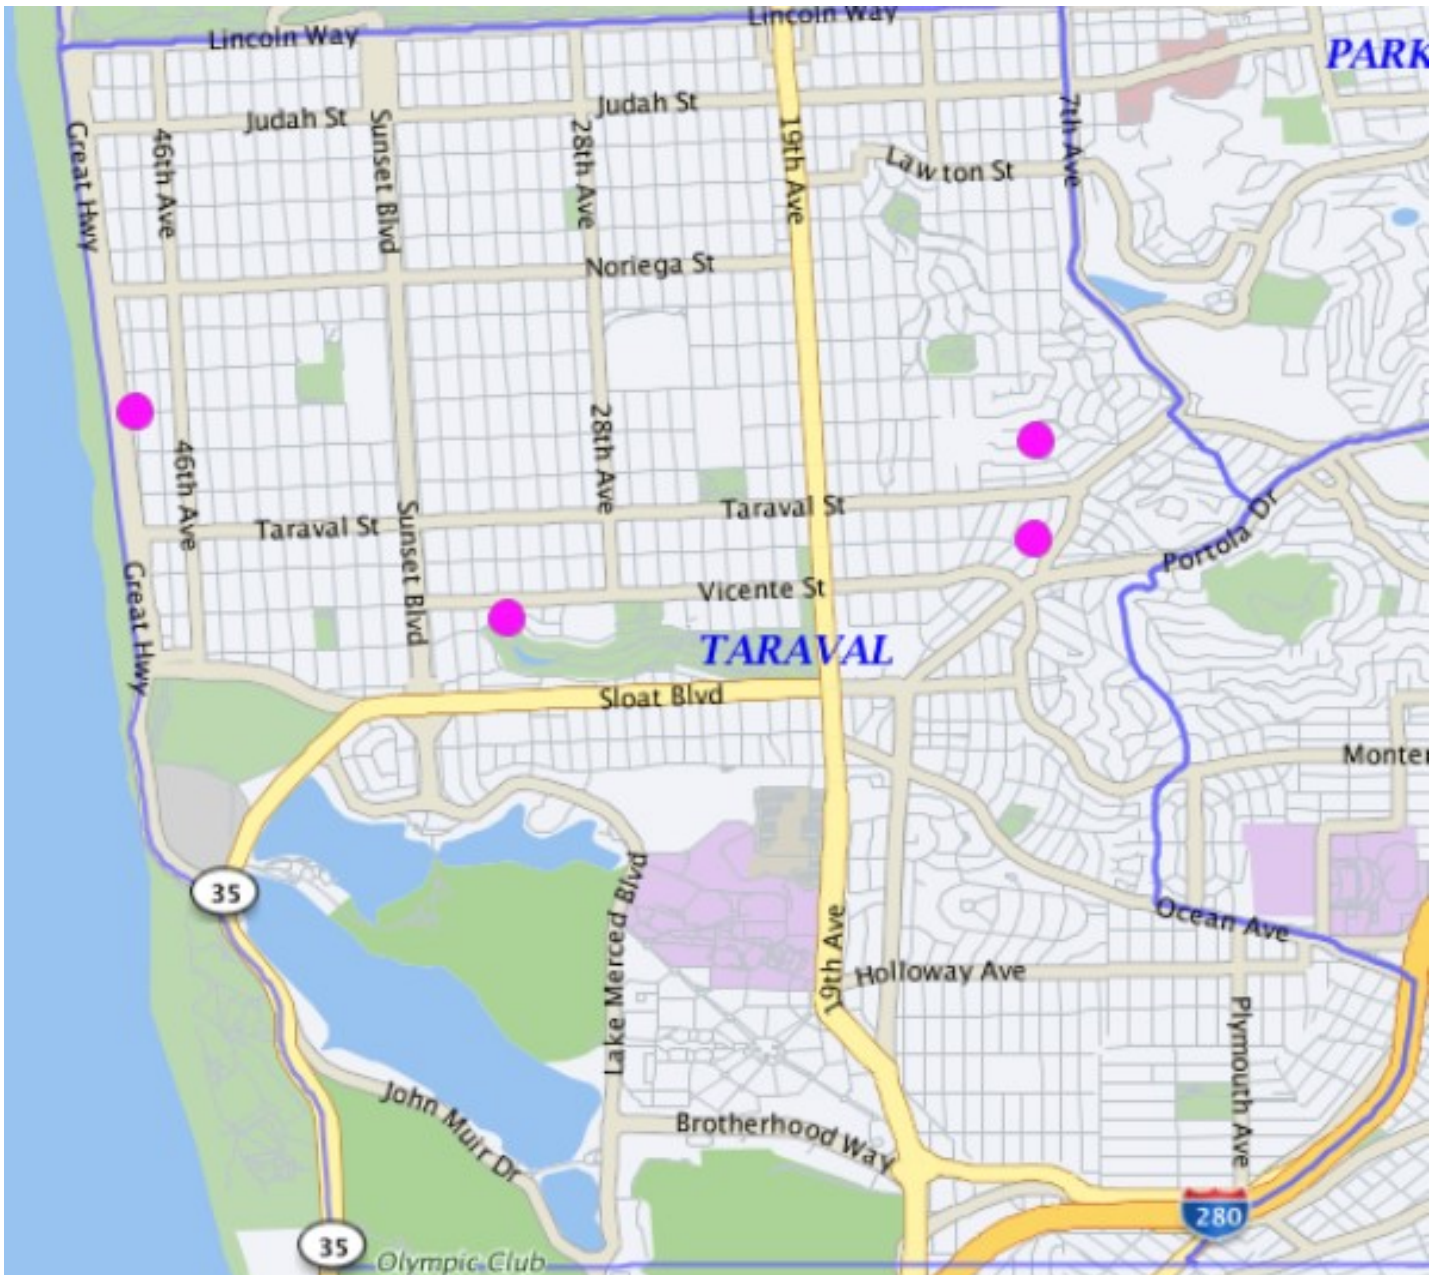 Lincoln Way
Lincoln Way
PARK
Judah St
Judah St
Great Hwy
46th Ave
Sunset Blvd
28th Ave
19th Ave
7th Ave
Lawton St
Noriega St
28th Ave
46th Ave
Taraval St
Taraval St
Sunset Blvd
Portola Dr
Great Hwy
Vicente St
TARAVAL
Sloat Blvd
Monter
35
Lake Merced Blvd
19th Ave
Ocean Ave
Holloway Ave
Plymouth Ave
John Muir Dr
Brotherhood Way
280
35
Olympic Club